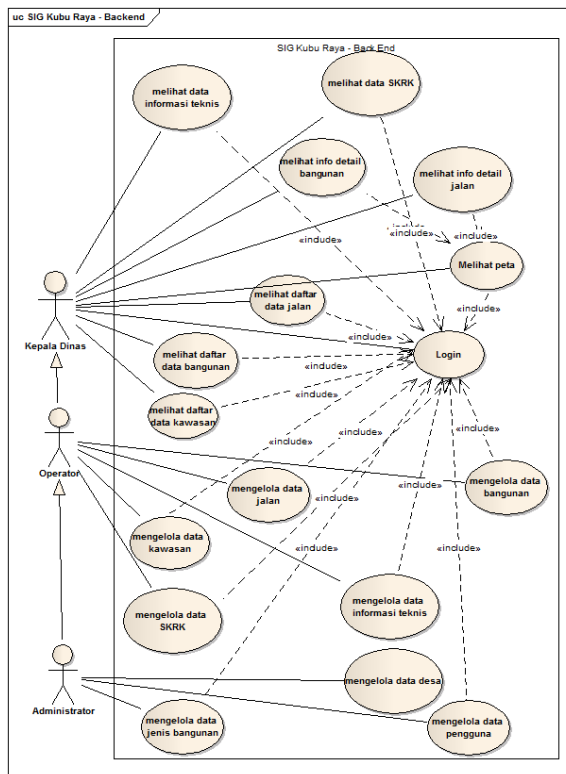 uc SIG Kubu Raya - Backend
SIG Kubu Raya - Back End
melihat data
informasi teknis
melihat data SKRK
melihat info detail
bangunan
melihat info detail
jalan
«include»
«include»
«include»
«include»
Melihat peta
Kepala Dinas
melihat daftar
data jalan
«include»
«include»
Login
melihat daftar
data bangunan
«include»
melihat daftar
data kawasan
«include»
«include»
Operator
«include»
«include»
mengelola data
jalan
mengelola data
bangunan
«include»
«include»
mengelola data
kawasan
«include»
«include»
mengelola data
SKRK
mengelola data
informasi teknis
Administrator
mengelola data desa
mengelola data
jenis bangunan
mengelola data
pengguna